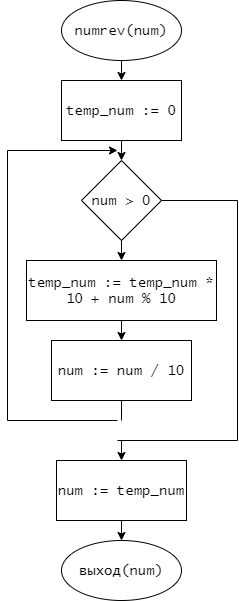 numrev(num)
temp_num := 0
num > 0
temp_num := temp_num *
10 + num % 10
num := num / 10
num := temp_num
выход(num)